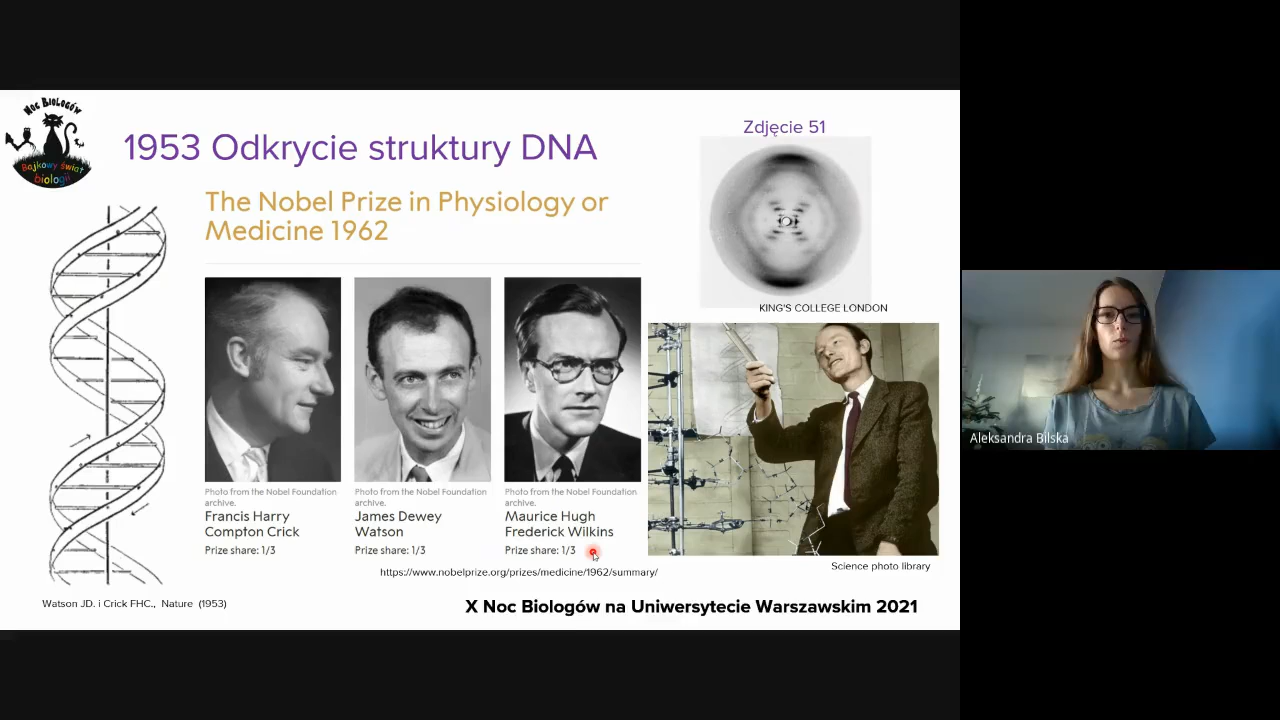 Noc Biologów
Bajkowy świat
biologii
1953 Odkrycie struktury DNA
Zdjęcie 51
The Nobel Prize in Physiology or
Medicine 1962
KING'S COLLEGE LONDON
Photo from the Nobel Foundation
archive.
Francis Harry
Compton Crick
Prize share: 1/3
Photo from the Nobel Foundation
archive.
James Dewey
Watson
Prize share: 1/3
Photo from the Nobel Foundation
archive.
Maurice Hugh
Frederick Wilkins
Prize share: 1/3
https://www.nobelprize.org/prizes/medicine/1962/summary/
Science photo library
Watson JD. i Crick FHC., Nature (1953)
X Noc Biologów na Uniwersytecie Warszawskim 2021
Aleksandra Bilska